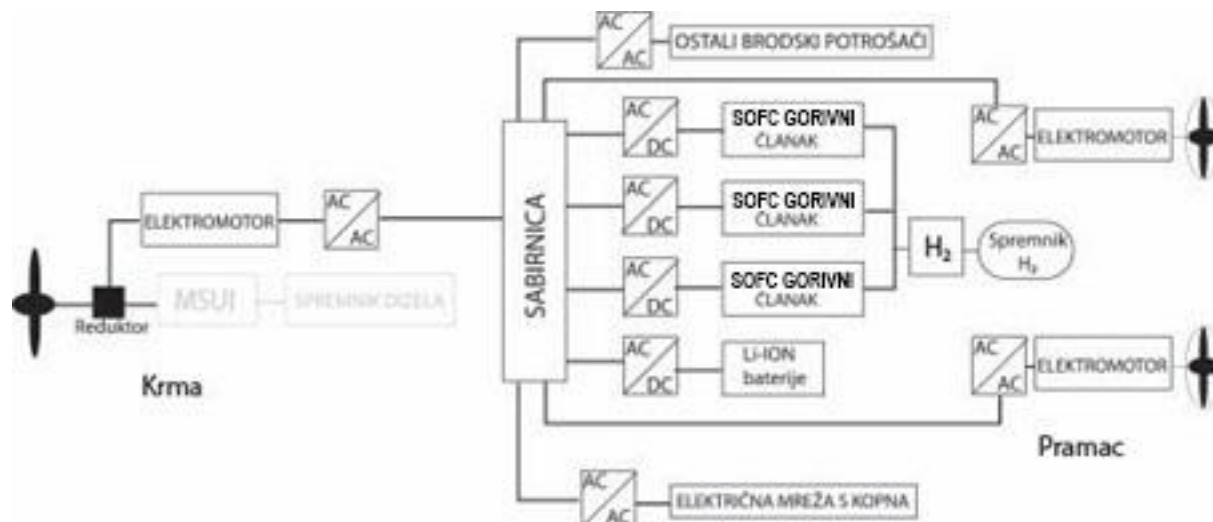 AC
AC
OSTALI BRODSKI POTROŠAČI
AC
DC
SOFC GORIVNI
ČLANAK
AC
AC
ELEKTROMOTOR
ELEKTROMOTOR
AC
AC
SABIRNICA
AC
DC
SOFC GORIVNI
ČLANAK
H₂
Spremnik
H₂
MSUI
SPREMNIK DIZELA
Reduktor
AC
DC
SOFC GORIVNI
ČLANAK
Krma
AC
DC
Li-ION
baterije
AC
AC
ELEKTROMOTOR
Pramac
AC
AC
ELEKTRIČNA MREŽA S KOPNA